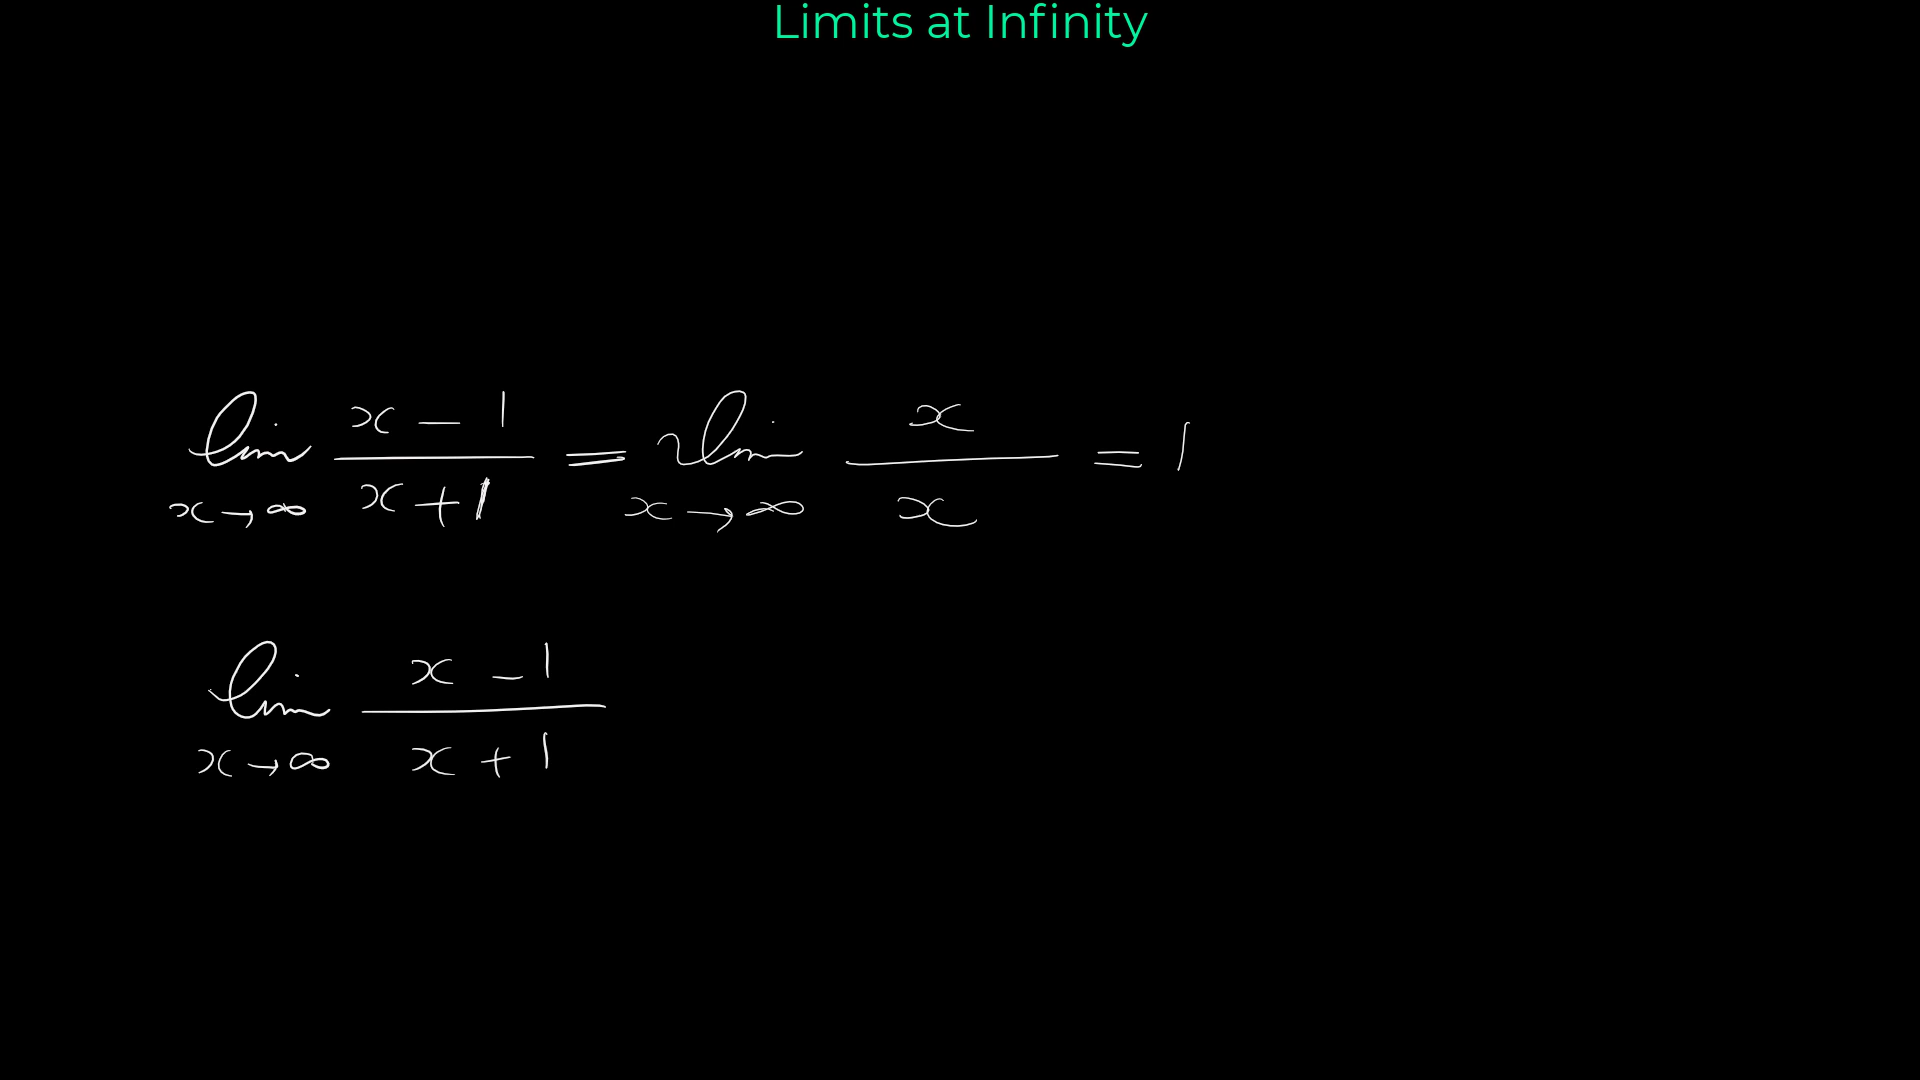 Limits at Infinity
lim x→∞ (x - 1)/(x + 1) = lim x→∞ x/x = 1
lim x→∞ (x - 1)/(x + 1)